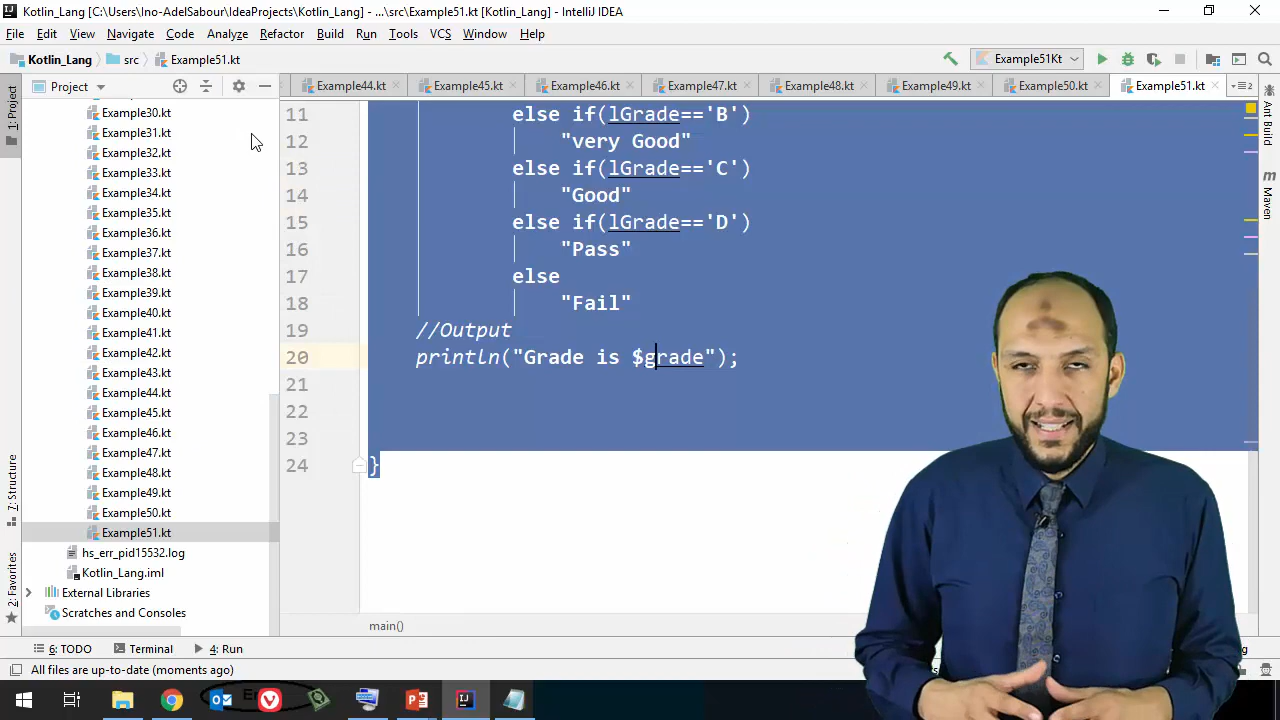 Kotlin_Lang [C:\Users\Ino-AdelSabour\IdeaProjects\Kotlin_Lang] - ...\src\Example51.kt [Kotlin_Lang] - IntelliJ IDEA
File Edit View Navigate Code Analyze Refactor Build Run Tools VCS Window Help
Kotlin_Lang src Example51.kt Example51Kt
Project Example44.kt Example45.kt Example46.kt Example47.kt Example48.kt Example49.kt Example50.kt Example51.kt
1: Project
Example30.kt
Example31.kt
Example32.kt
Example33.kt
Example34.kt
Example35.kt
Example36.kt
Example37.kt
Example38.kt
Example39.kt
Example40.kt
Example41.kt
Example42.kt
Example43.kt
Example44.kt
Example45.kt
Example46.kt
Example47.kt
Example48.kt
Example49.kt
Example50.kt
Example51.kt
hs_err_pid15532.log
Kotlin_Lang.iml
External Libraries
Scratches and Consoles
7: Structure
2: Favorites
11 else if(lGrade=='B')
12 "very Good"
13 else if(lGrade=='C')
14 "Good"
15 else if(lGrade=='D')
16 "Pass"
17 else
18 "Fail"
19 //Output
20 println("Grade is $grade");
21
22
23
24 }
main()
Ant Build
Maven
6: TODO Terminal 4: Run
All files are up-to-date (moments ago)